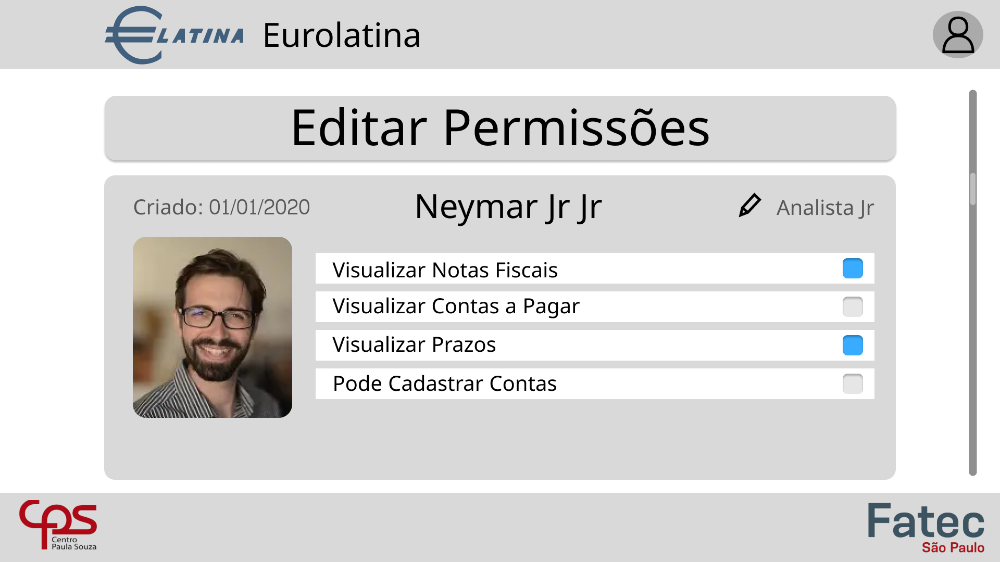 LATINA
Eurolatina
Editar Permissões
Criado: 01/01/2020
Neymar Jr Jr
Analista Jr
Visualizar Notas Fiscais
Visualizar Contas a Pagar
Visualizar Prazos
Pode Cadastrar Contas
cps
Centro
Paula Souza
Fatec
São Paulo